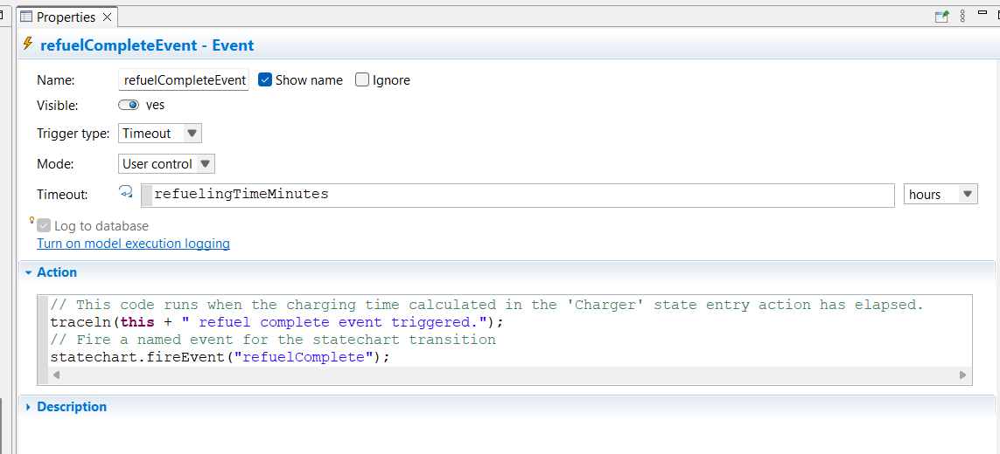 Properties
refuelCompleteEvent - Event
Name: refuelCompleteEvent Show name Ignore
Visible: yes
Trigger type: Timeout
Mode: User control
Timeout: refuelingTimeMinutes hours
Log to database
Turn on model execution logging
Action
// This code runs when the charging time calculated in the 'Charger' state entry action has elapsed.
traceln(this + " refuel complete event triggered.");
// Fire a named event for the statechart transition
statechart.fireEvent("refuelComplete");
Description